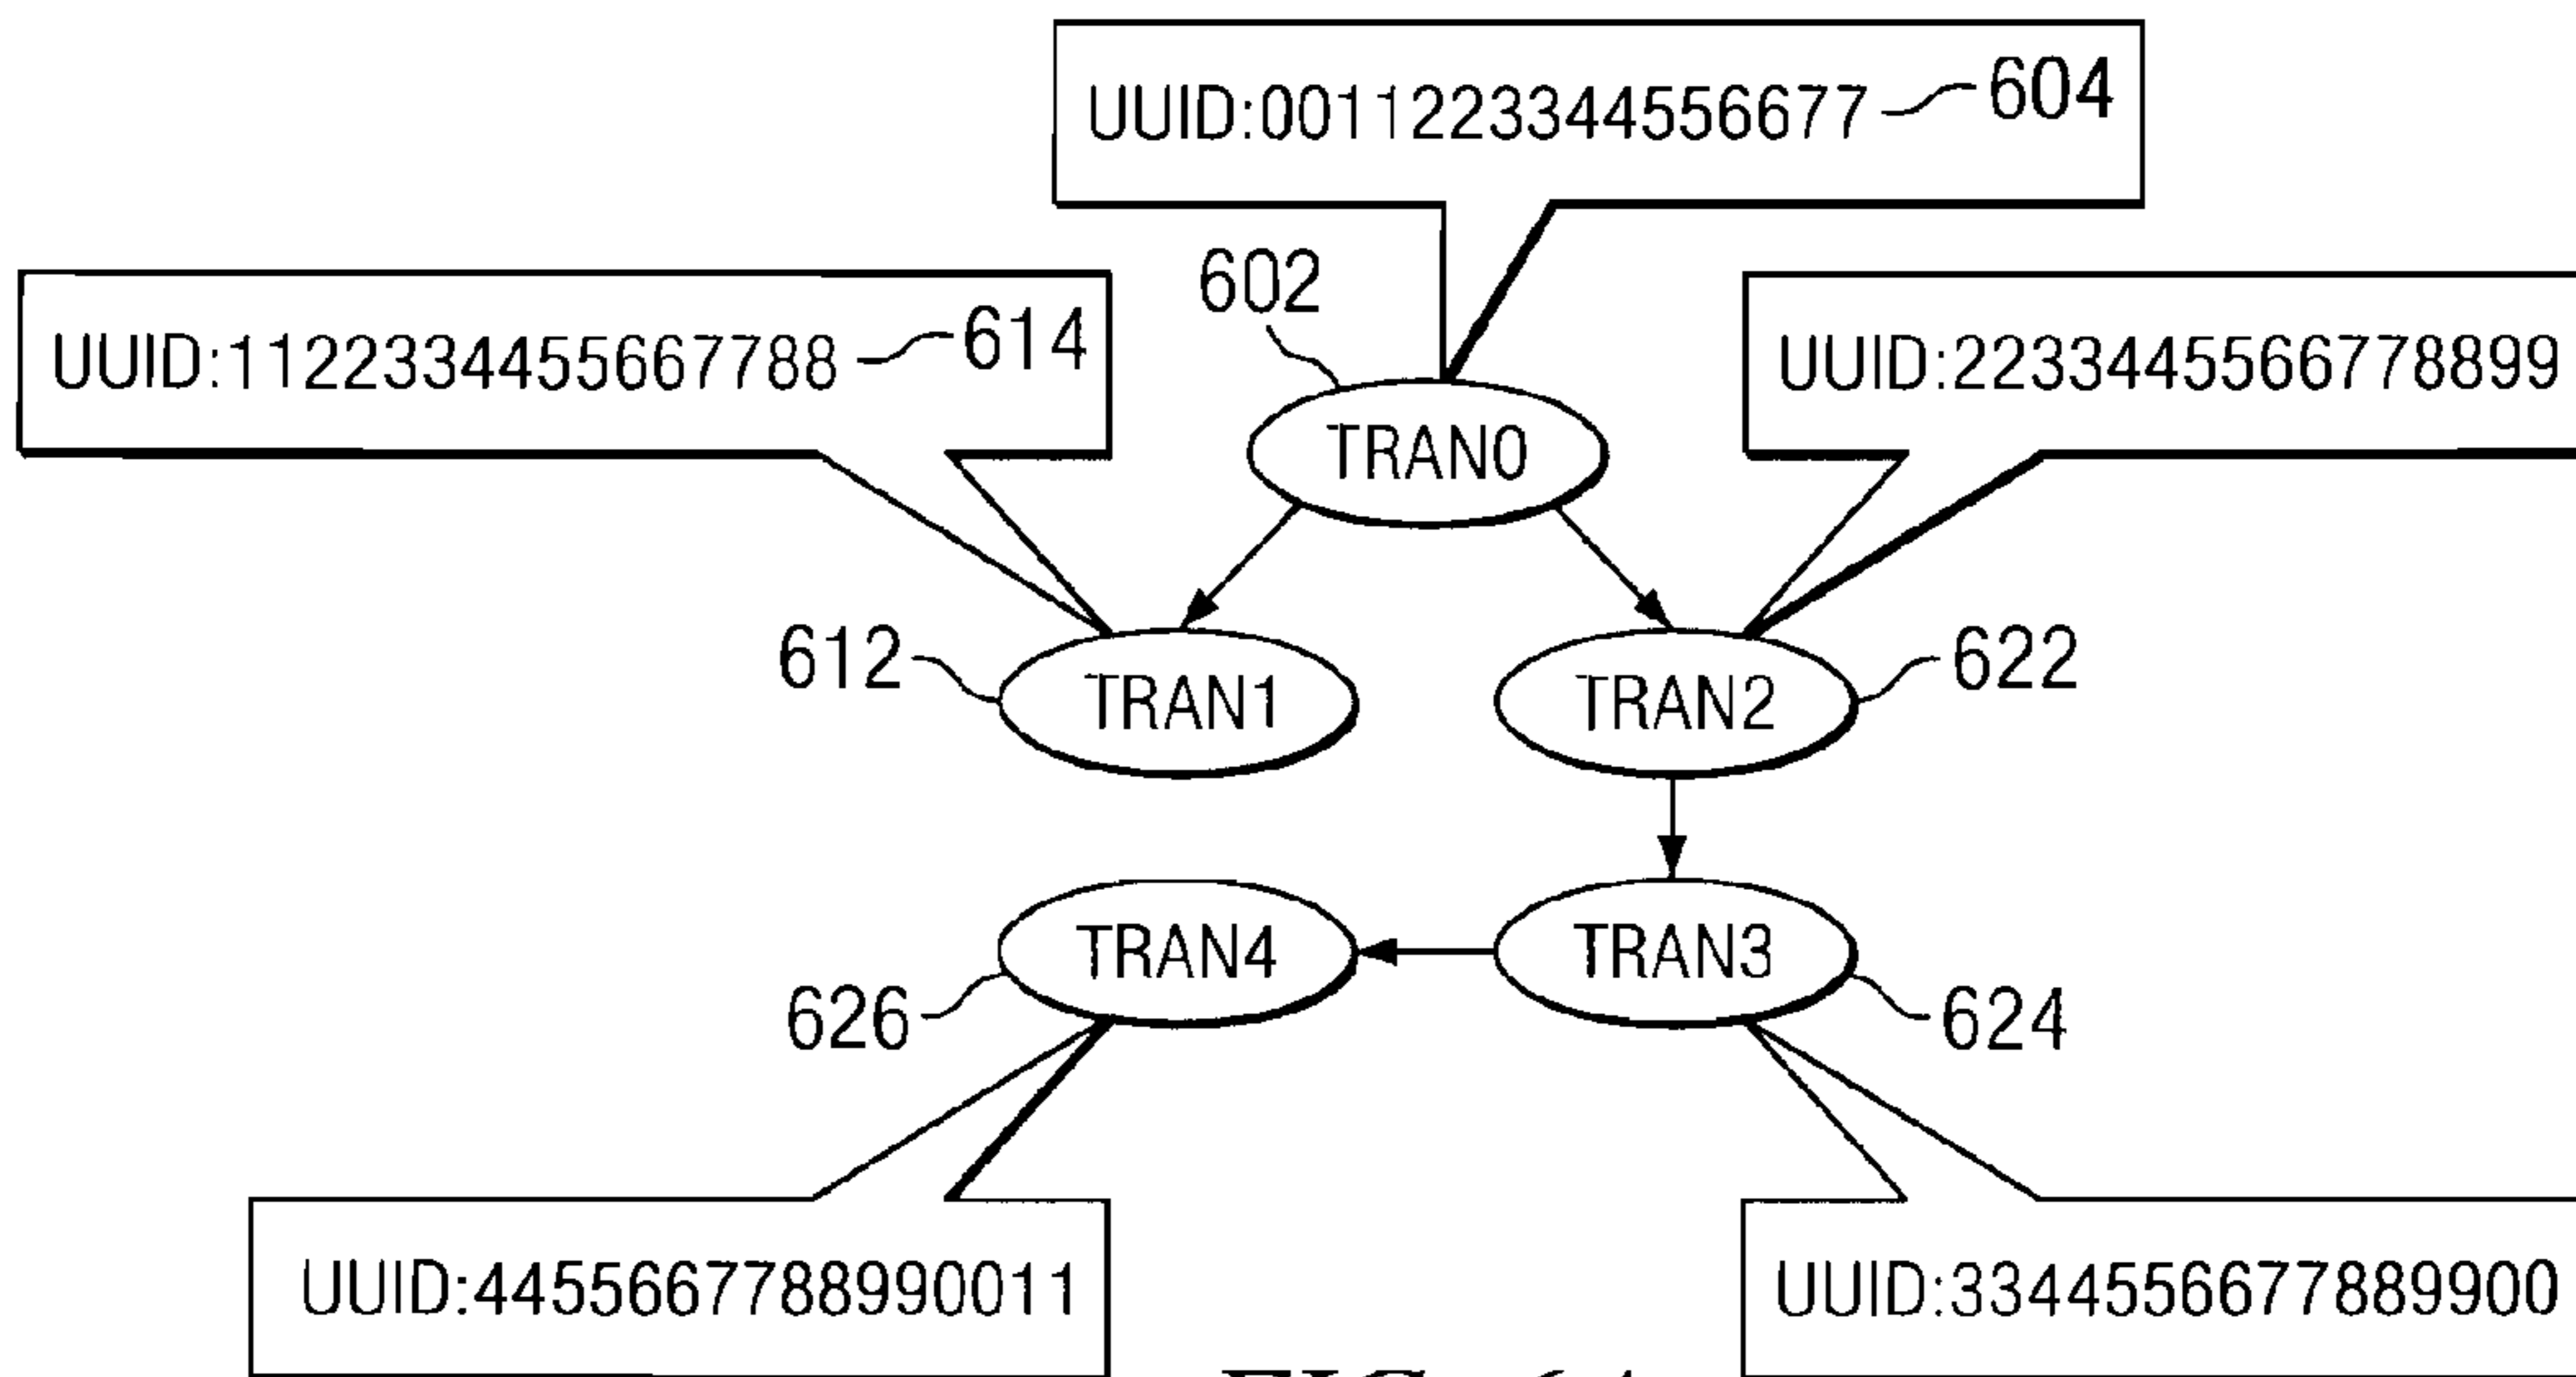 UUID:0011223344556677 604
602
UUID:1122334455667788 614
UUID:2233445566778899
TRAN0
612
TRAN1
TRAN2
622
TRAN4
TRAN3
626
624
UUID:4455667788990011
UUID:3344556677889900